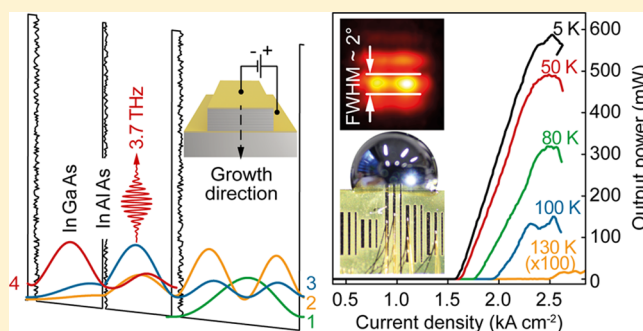 InGaAs
InAlAs
3.7 THz
- +
Growth
direction
4
3
2
1
FWHM ~ 2°
5 K
50 K
80 K
100 K
130 K
(x100)
600
500
400
300
200
100
0
Output power (mW)
0.5 1.0 1.5 2.0 2.5
Current density (kA cm⁻²)